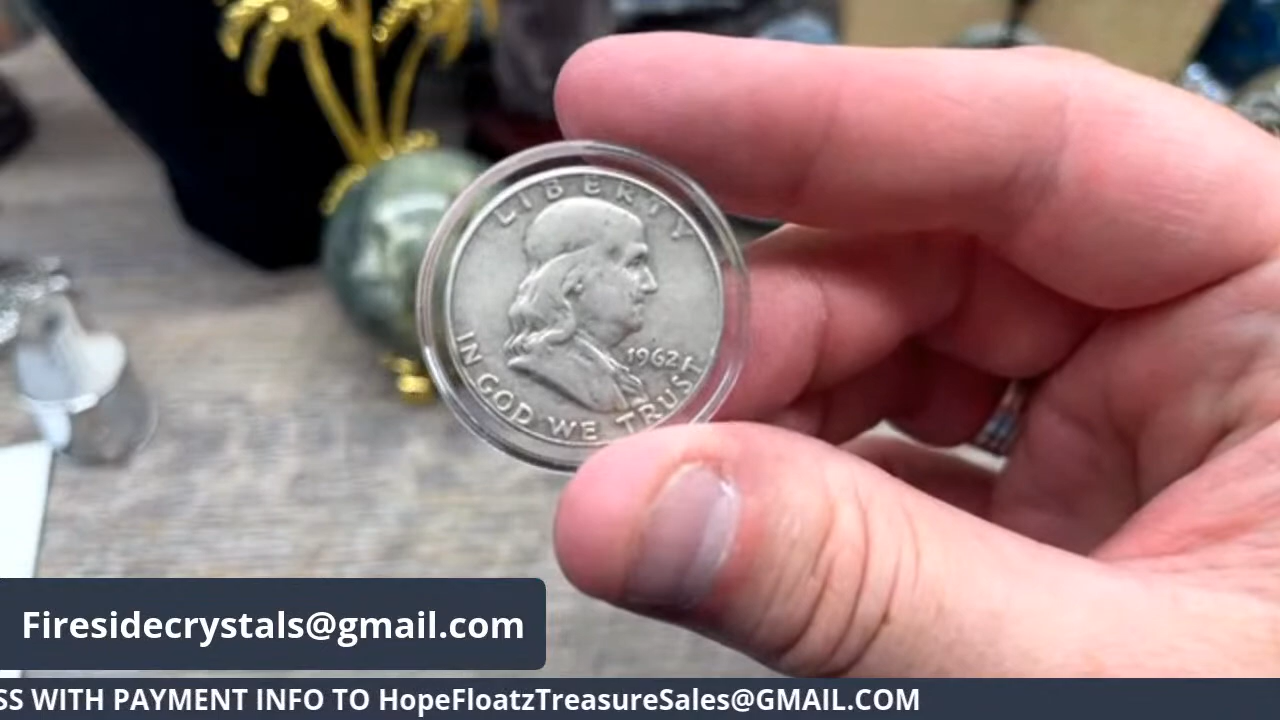 LIBERTY
1962
IN GOD WE TRUST
Firesidecrystals@gmail.com
SS WITH PAYMENT INFO TO HopeFloatzTreasureSales@GMAIL.COM